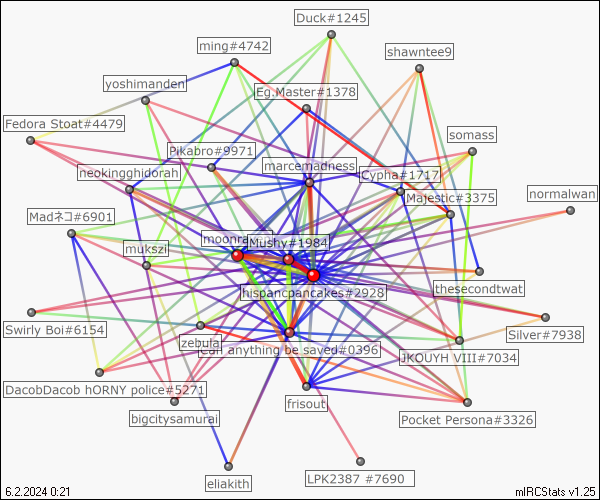 Duck#1245
ming#4742
shawntee9
Eg.Master#1378
yoshimanden
Fedora Stoat#4479
somass
Pikabro#9971
marcemadness
neokingghidorah
Cypha#1717
Majestic#3375
normalwan
Madネコ#6901
Mushy#1984
mukszi
thesecondtwat
hispancpancakes#2928
Swirly Boi#6154
Silver#7938
zebula
anything be saved#0396
JKOUYH VIII#7034
DacobDacob hORNY police#5271
frisout
bigcitysamurai
Pocket Persona#3326
eliakith
LPK2387 #7690
6.2.2024 0:21
mIRCStats v1.25